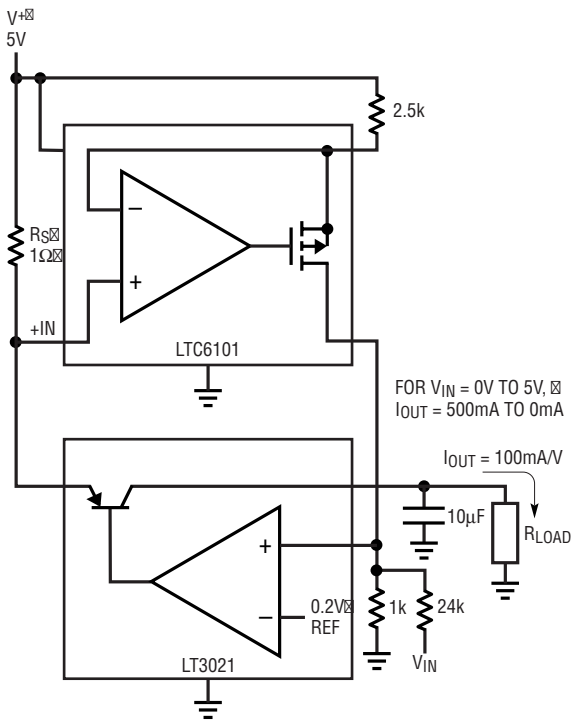 V+
5V
2.5k
RS
1Ω
−
+
+IN
LTC6101
FOR VIN = 0V TO 5V,
IOUT = 500mA TO 0mA
IOUT = 100mA/V
10µF
RLOAD
+
−
0.2V
REF
1k
24k
VIN
LT3021